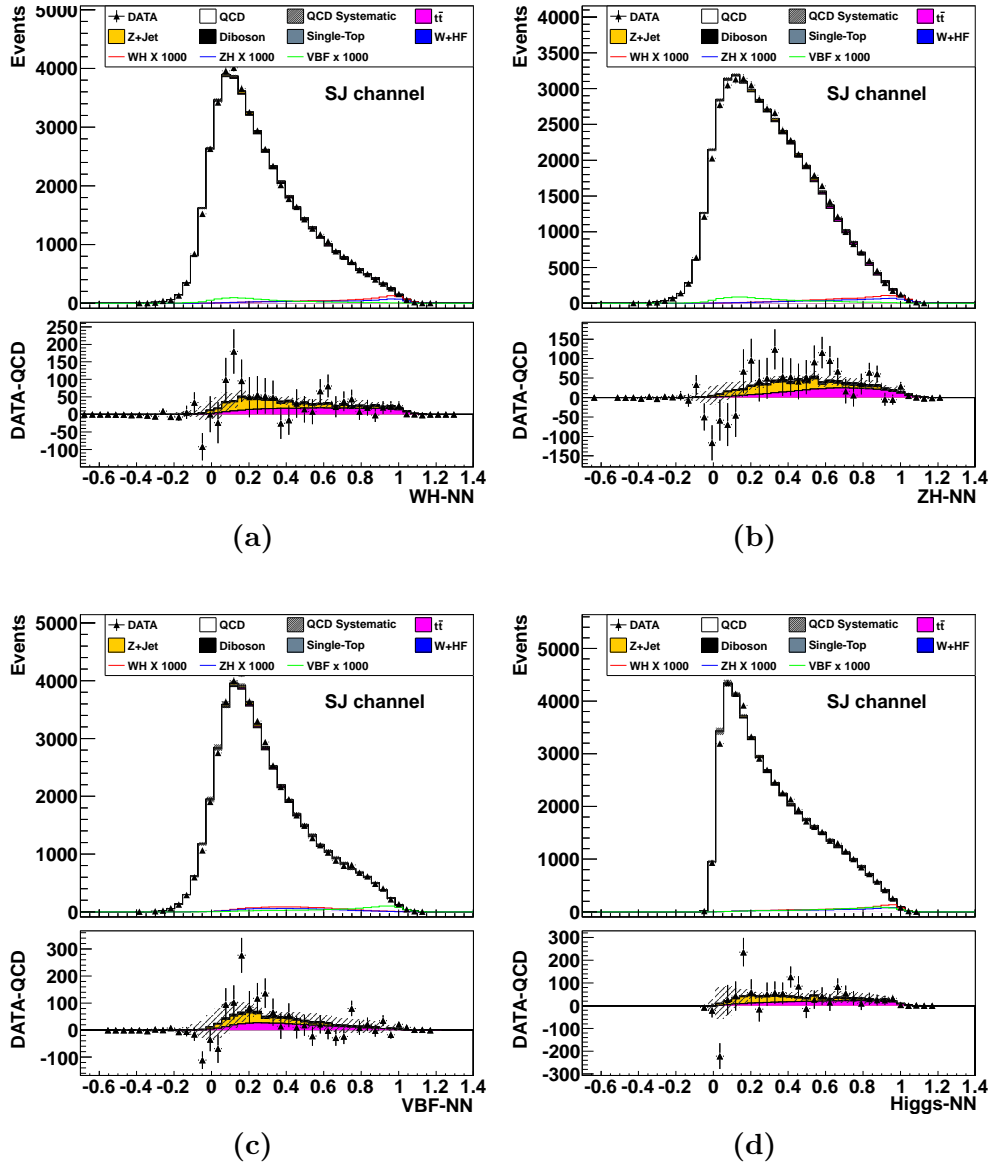 Events
DATA QCD QCD Systematic tt̄
Z+Jet Diboson Single-Top W+HF
WH X 1000 ZH X 1000 VBF x 1000
SJ channel
5000
4000
3000
2000
1000
0
DATA-QCD
250
200
150
100
50
0
-50
-100
-0.6 -0.4 -0.2 0 0.2 0.4 0.6 0.8 1 1.2 1.4
WH-NN
(a)
Events
DATA QCD QCD Systematic tt̄
Z+Jet Diboson Single-Top W+HF
WH X 1000 ZH X 1000 VBF x 1000
SJ channel
4000
3500
3000
2500
2000
1500
1000
500
0
DATA-QCD
150
100
50
0
-50
-100
-150
-0.6 -0.4 -0.2 0 0.2 0.4 0.6 0.8 1 1.2 1.4
ZH-NN
(b)
Events
DATA QCD QCD Systematic tt̄
Z+Jet Diboson Single-Top W+HF
WH X 1000 ZH X 1000 VBF x 1000
SJ channel
5000
4000
3000
2000
1000
0
DATA-QCD
300
200
100
0
-100
-0.6 -0.4 -0.2 0 0.2 0.4 0.6 0.8 1 1.2 1.4
VBF-NN
(c)
Events
DATA QCD QCD Systematic tt̄
Z+Jet Diboson Single-Top W+HF
WH X 1000 ZH X 1000 VBF x 1000
SJ channel
5000
4000
3000
2000
1000
0
DATA-QCD
300
200
100
0
-100
-200
-300
-0.6 -0.4 -0.2 0 0.2 0.4 0.6 0.8 1 1.2 1.4
Higgs-NN
(d)